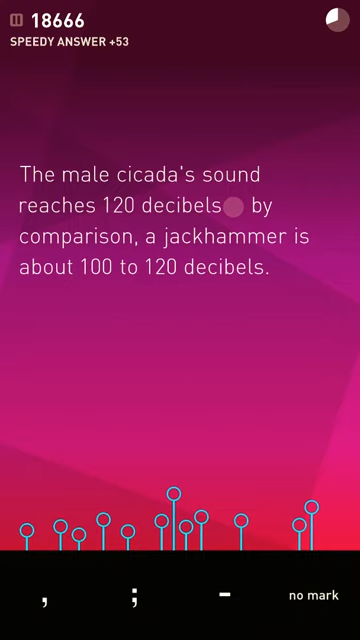 18666
SPEEDY ANSWER +53
The male cicada's sound
reaches 120 decibels by
comparison, a jackhammer is
about 100 to 120 decibels.
, ; - no mark